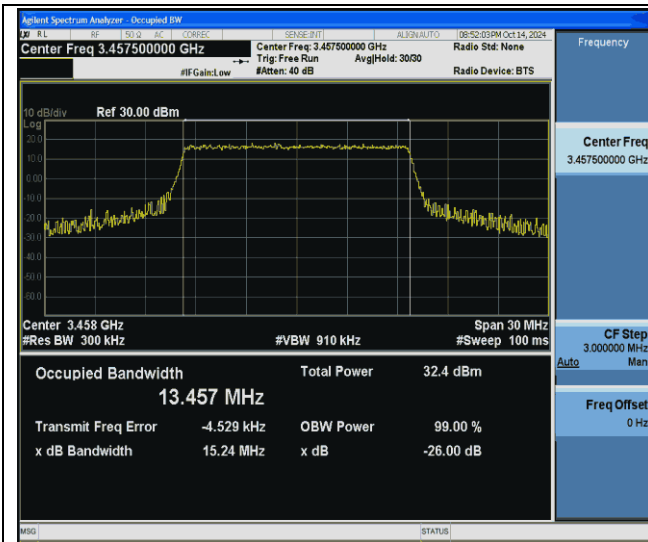 Agilent Spectrum Analyzer - Occupied BW
RL RF 50 Ω AC CORREC SENSE:INT ALIGNAUTO 08:52:03PM Oct 14, 2024
Center Freq 3.457500000 GHz
Center Freq: 3.457500000 GHz
Radio Std: None
Trig: Free Run Avg|Hold: 30/30
#IFGain:Low
#Atten: 40 dB
Radio Device: BTS
10 dB/div Ref 30.00 dBm
Log
20.0
10.0
0.00
-10.0
-20.0
-30.0
-40.0
-50.0
-60.0
Center 3.458 GHz
Span 30 MHz
#Res BW 300 kHz
#VBW 910 kHz
#Sweep 100 ms
Occupied Bandwidth
Total Power 32.4 dBm
13.457 MHz
Transmit Freq Error -4.529 kHz
OBW Power 99.00 %
x dB Bandwidth 15.24 MHz
x dB -26.00 dB
MSG
STATUS
Frequency
Center Freq
3.457500000 GHz
CF Step
3.000000 MHz
Auto Man
Freq Offset
0 Hz